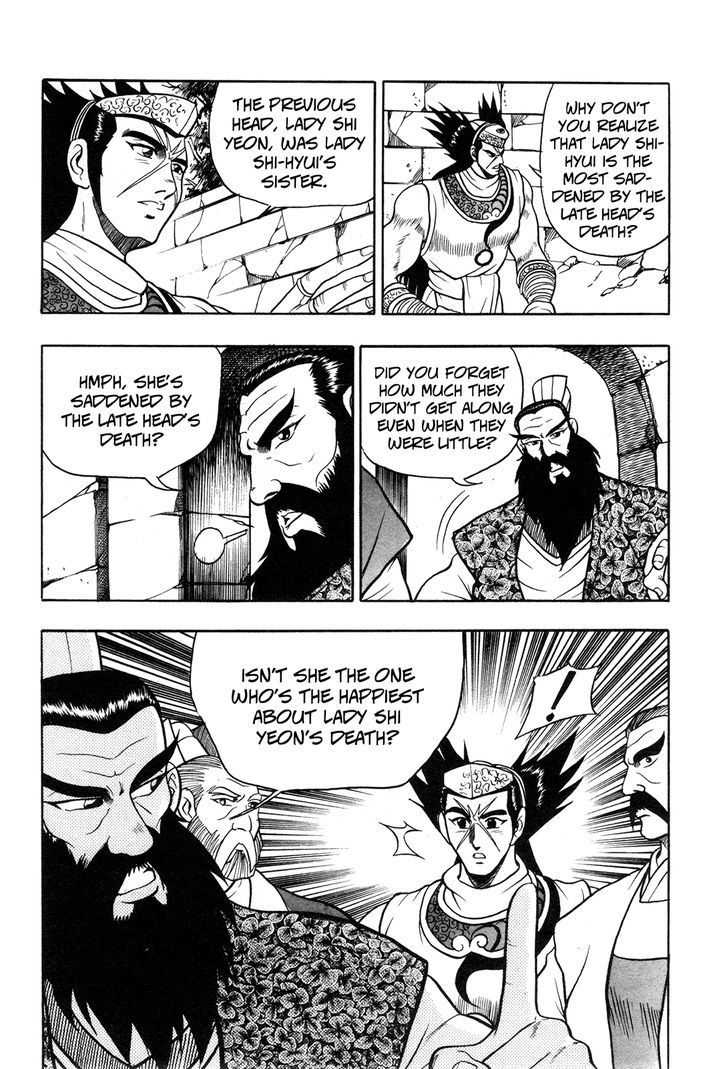 THE PREVIOUS
HEAD, LADY SHI
YEON, WAS LADY
SHI-HYUI'S
SISTER.
WHY DON'T
YOU REALIZE
THAT LADY SHI-
HYUI IS THE
MOST SAD-
DENED BY THE
LATE HEAD'S
DEATH?
HMPH, SHE'S
SADDENED BY
THE LATE HEAD'S
DEATH?
DID YOU FORGET
HOW MUCH THEY
DIDN'T GET ALONG
EVEN WHEN THEY
WERE LITTLE?
ISN'T SHE THE ONE
WHO'S THE HAPPIEST
ABOUT LADY SHI
YEON'S DEATH?
!